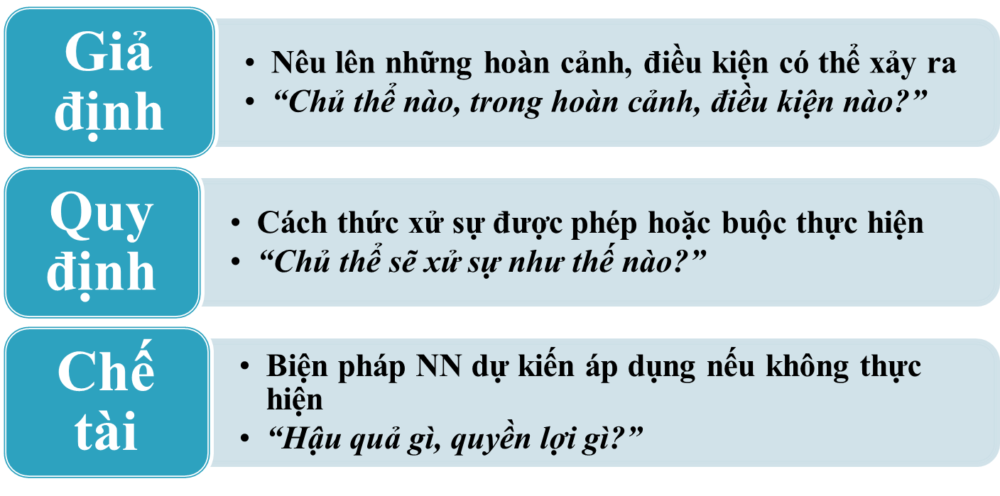 Giả
định
• Nêu lên những hoàn cảnh, điều kiện có thể xảy ra
• “Chủ thể nào, trong hoàn cảnh, điều kiện nào?”
Quy
định
• Cách thức xử sự được phép hoặc buộc thực hiện
• “Chủ thể sẽ xử sự như thế nào?”
Chế
tài
• Biện pháp NN dự kiến áp dụng nếu không thực
hiện
• “Hậu quả gì, quyền lợi gì?”